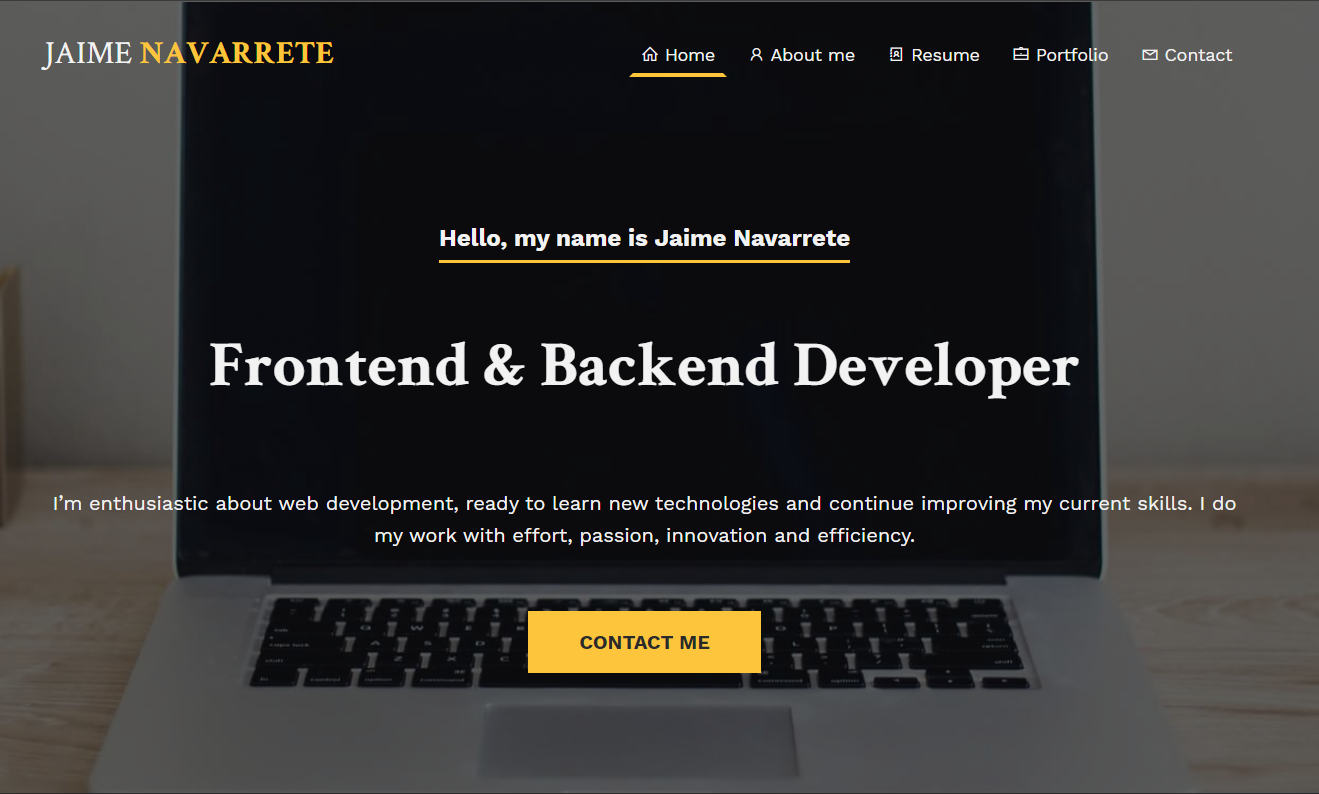 JAIME NAVARRETE
Home
About me
Resume
Portfolio
Contact
Hello, my name is Jaime Navarrete
Frontend & Backend Developer
I’m enthusiastic about web development, ready to learn new technologies and continue improving my current skills. I do
my work with effort, passion, innovation and efficiency.
CONTACT ME